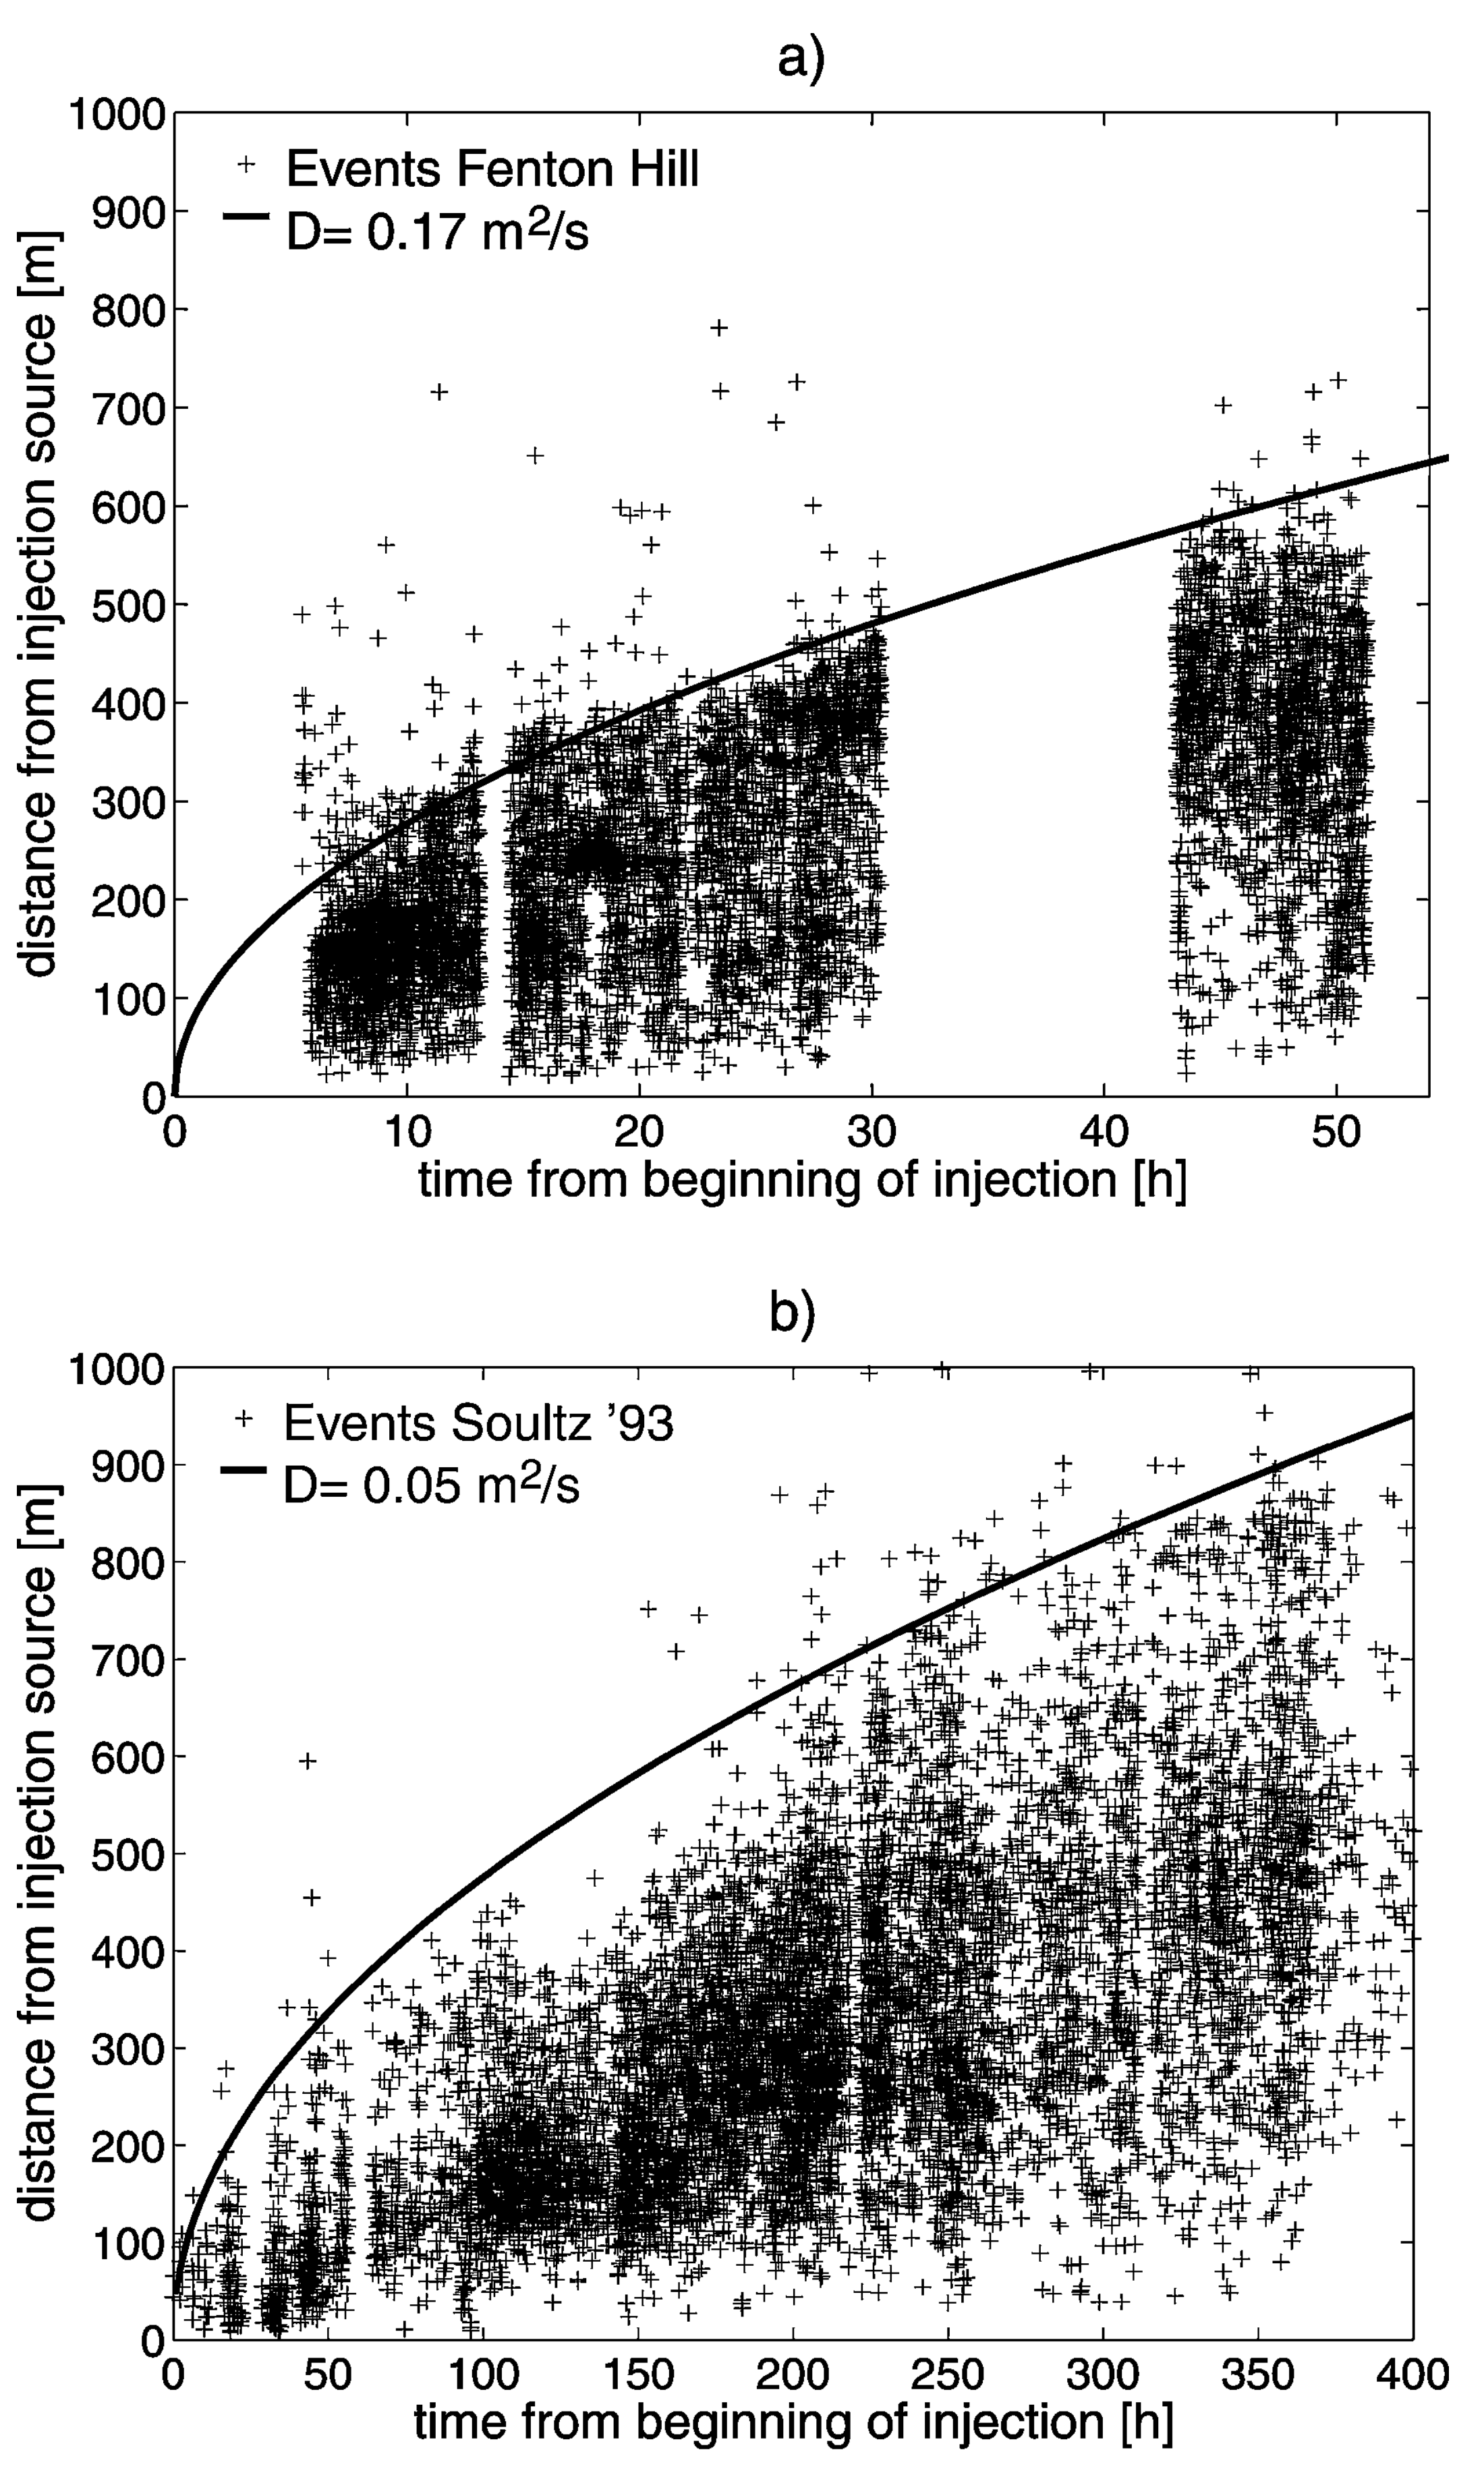 a)
1000
900
800
700
600
500
400
300
200
100
0
distance from injection source [m]
+ Events Fenton Hill
D= 0.17 m²/s
0 10 20 30 40 50
time from beginning of injection [h]
b)
1000
900
800
700
600
500
400
300
200
100
0
distance from injection source [m]
+ Events Soultz ’93
D= 0.05 m²/s
0 50 100 150 200 250 300 350 400
time from beginning of injection [h]